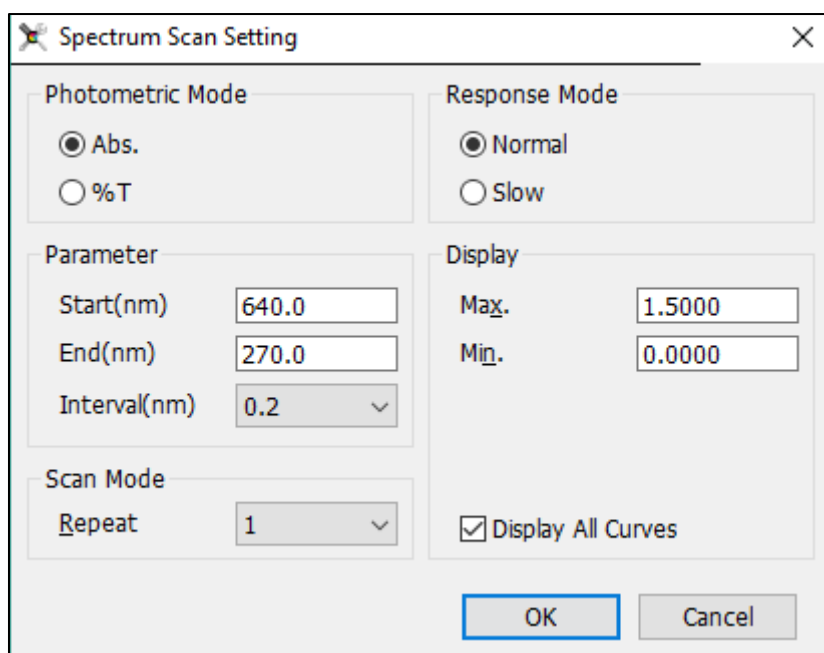 Spectrum Scan Setting
Photometric Mode
Abs.
%T
Response Mode
Normal
Slow
Parameter
Start(nm) 640.0
End(nm) 270.0
Interval(nm) 0.2
Display
Max. 1.5000
Min. 0.0000
Scan Mode
Repeat 1
Display All Curves
OK Cancel